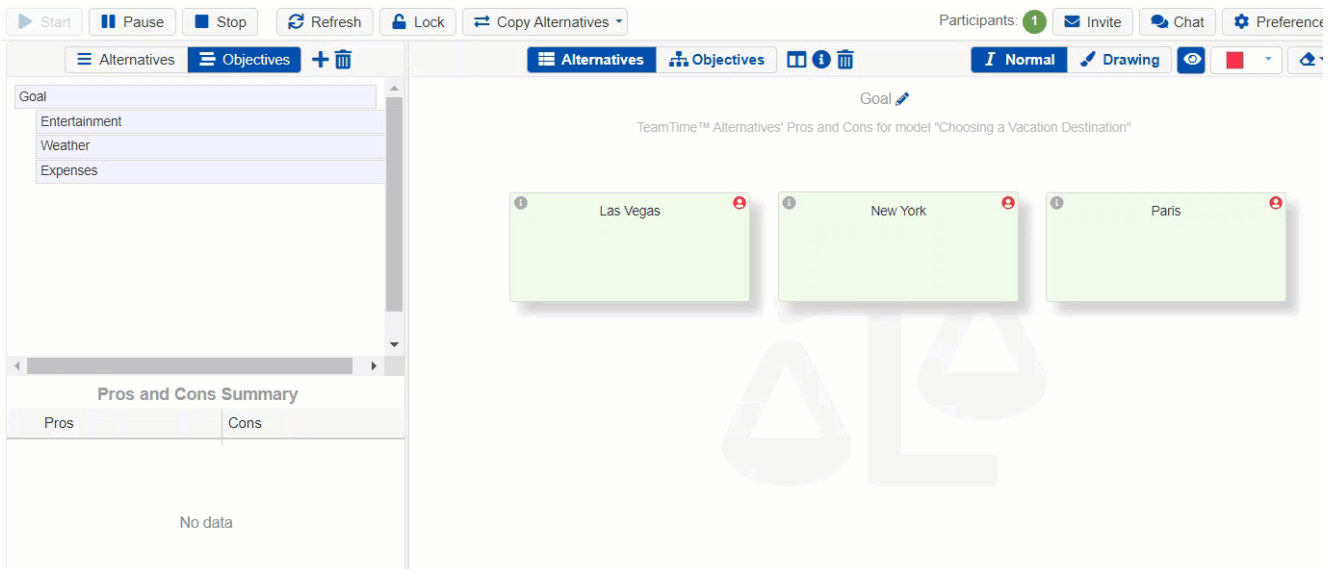 Start Pause Stop Refresh Lock Copy Alternatives Participants: 1 Invite Chat Preference
Alternatives Objectives Alternatives Objectives Normal Drawing
Goal
Entertainment
Weather
Expenses
Pros and Cons Summary
Pros Cons
No data
Goal
TeamTime™ Alternatives' Pros and Cons for model "Choosing a Vacation Destination"
Las Vegas New York Paris